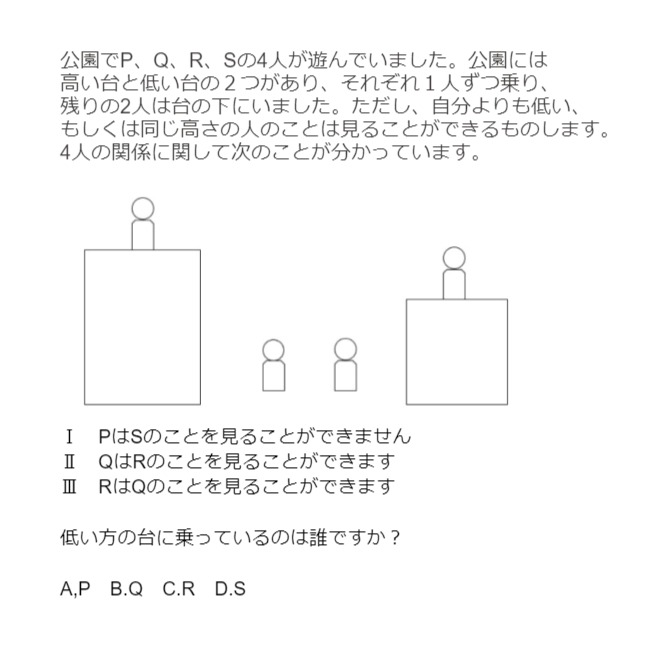 公園でP、Q、R、Sの4人が遊んでいました。公園には
高い台と低い台の２つがあり、それぞれ１人ずつ乗り、
残りの2人は台の下にいました。ただし、自分よりも低い、
もしくは同じ高さの人のことは見ることができるものします。
4人の関係に関して次のことが分かっています。
Ⅰ　PはSのことを見ることができません
Ⅱ　QはRのことを見ることができます
Ⅲ　RはQのことを見ることができます
低い方の台に乗っているのは誰ですか？
A,P　B.Q　C.R　D.S